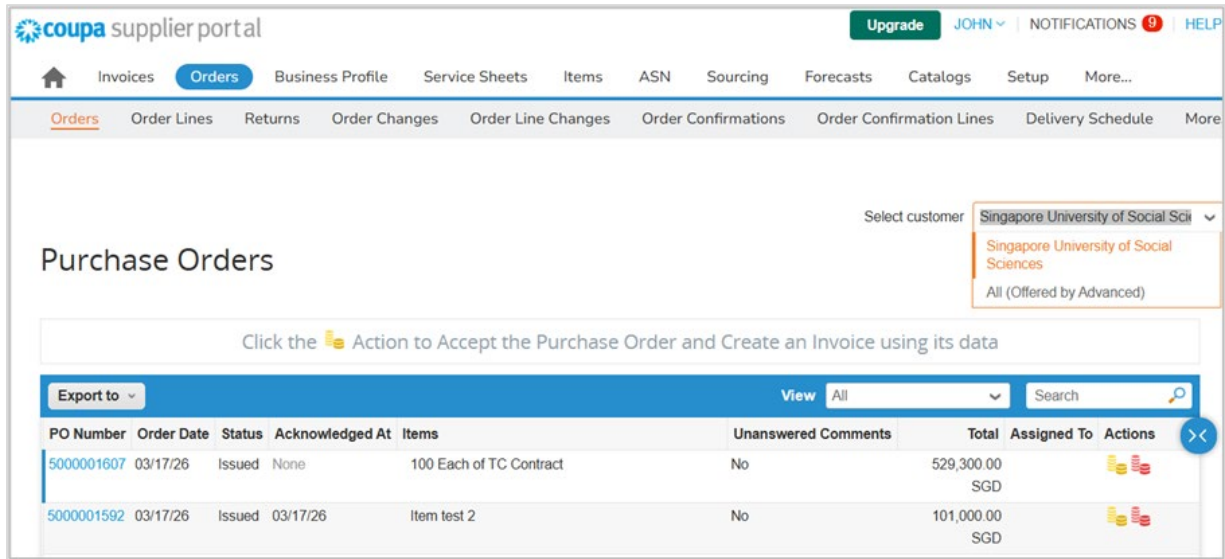 coupa supplier portal
Upgrade JOHN NOTIFICATIONS 9 HELP
Invoices Orders Business Profile Service Sheets Items ASN Sourcing Forecasts Catalogs Setup More...
Orders Order Lines Returns Order Changes Order Line Changes Order Confirmations Order Confirmation Lines Delivery Schedule More
Select customer Singapore University of Social Scie
Singapore University of Social
Sciences
All (Offered by Advanced)
Purchase Orders
Click the Action to Accept the Purchase Order and Create an Invoice using its data
Export to View All Search
PO Number Order Date Status Acknowledged At Items Unanswered Comments Total Assigned To Actions
5000001607 03/17/26 Issued None 100 Each of TC Contract No 529,300.00
SGD
5000001592 03/17/26 Issued 03/17/26 Item test 2 No 101,000.00
SGD